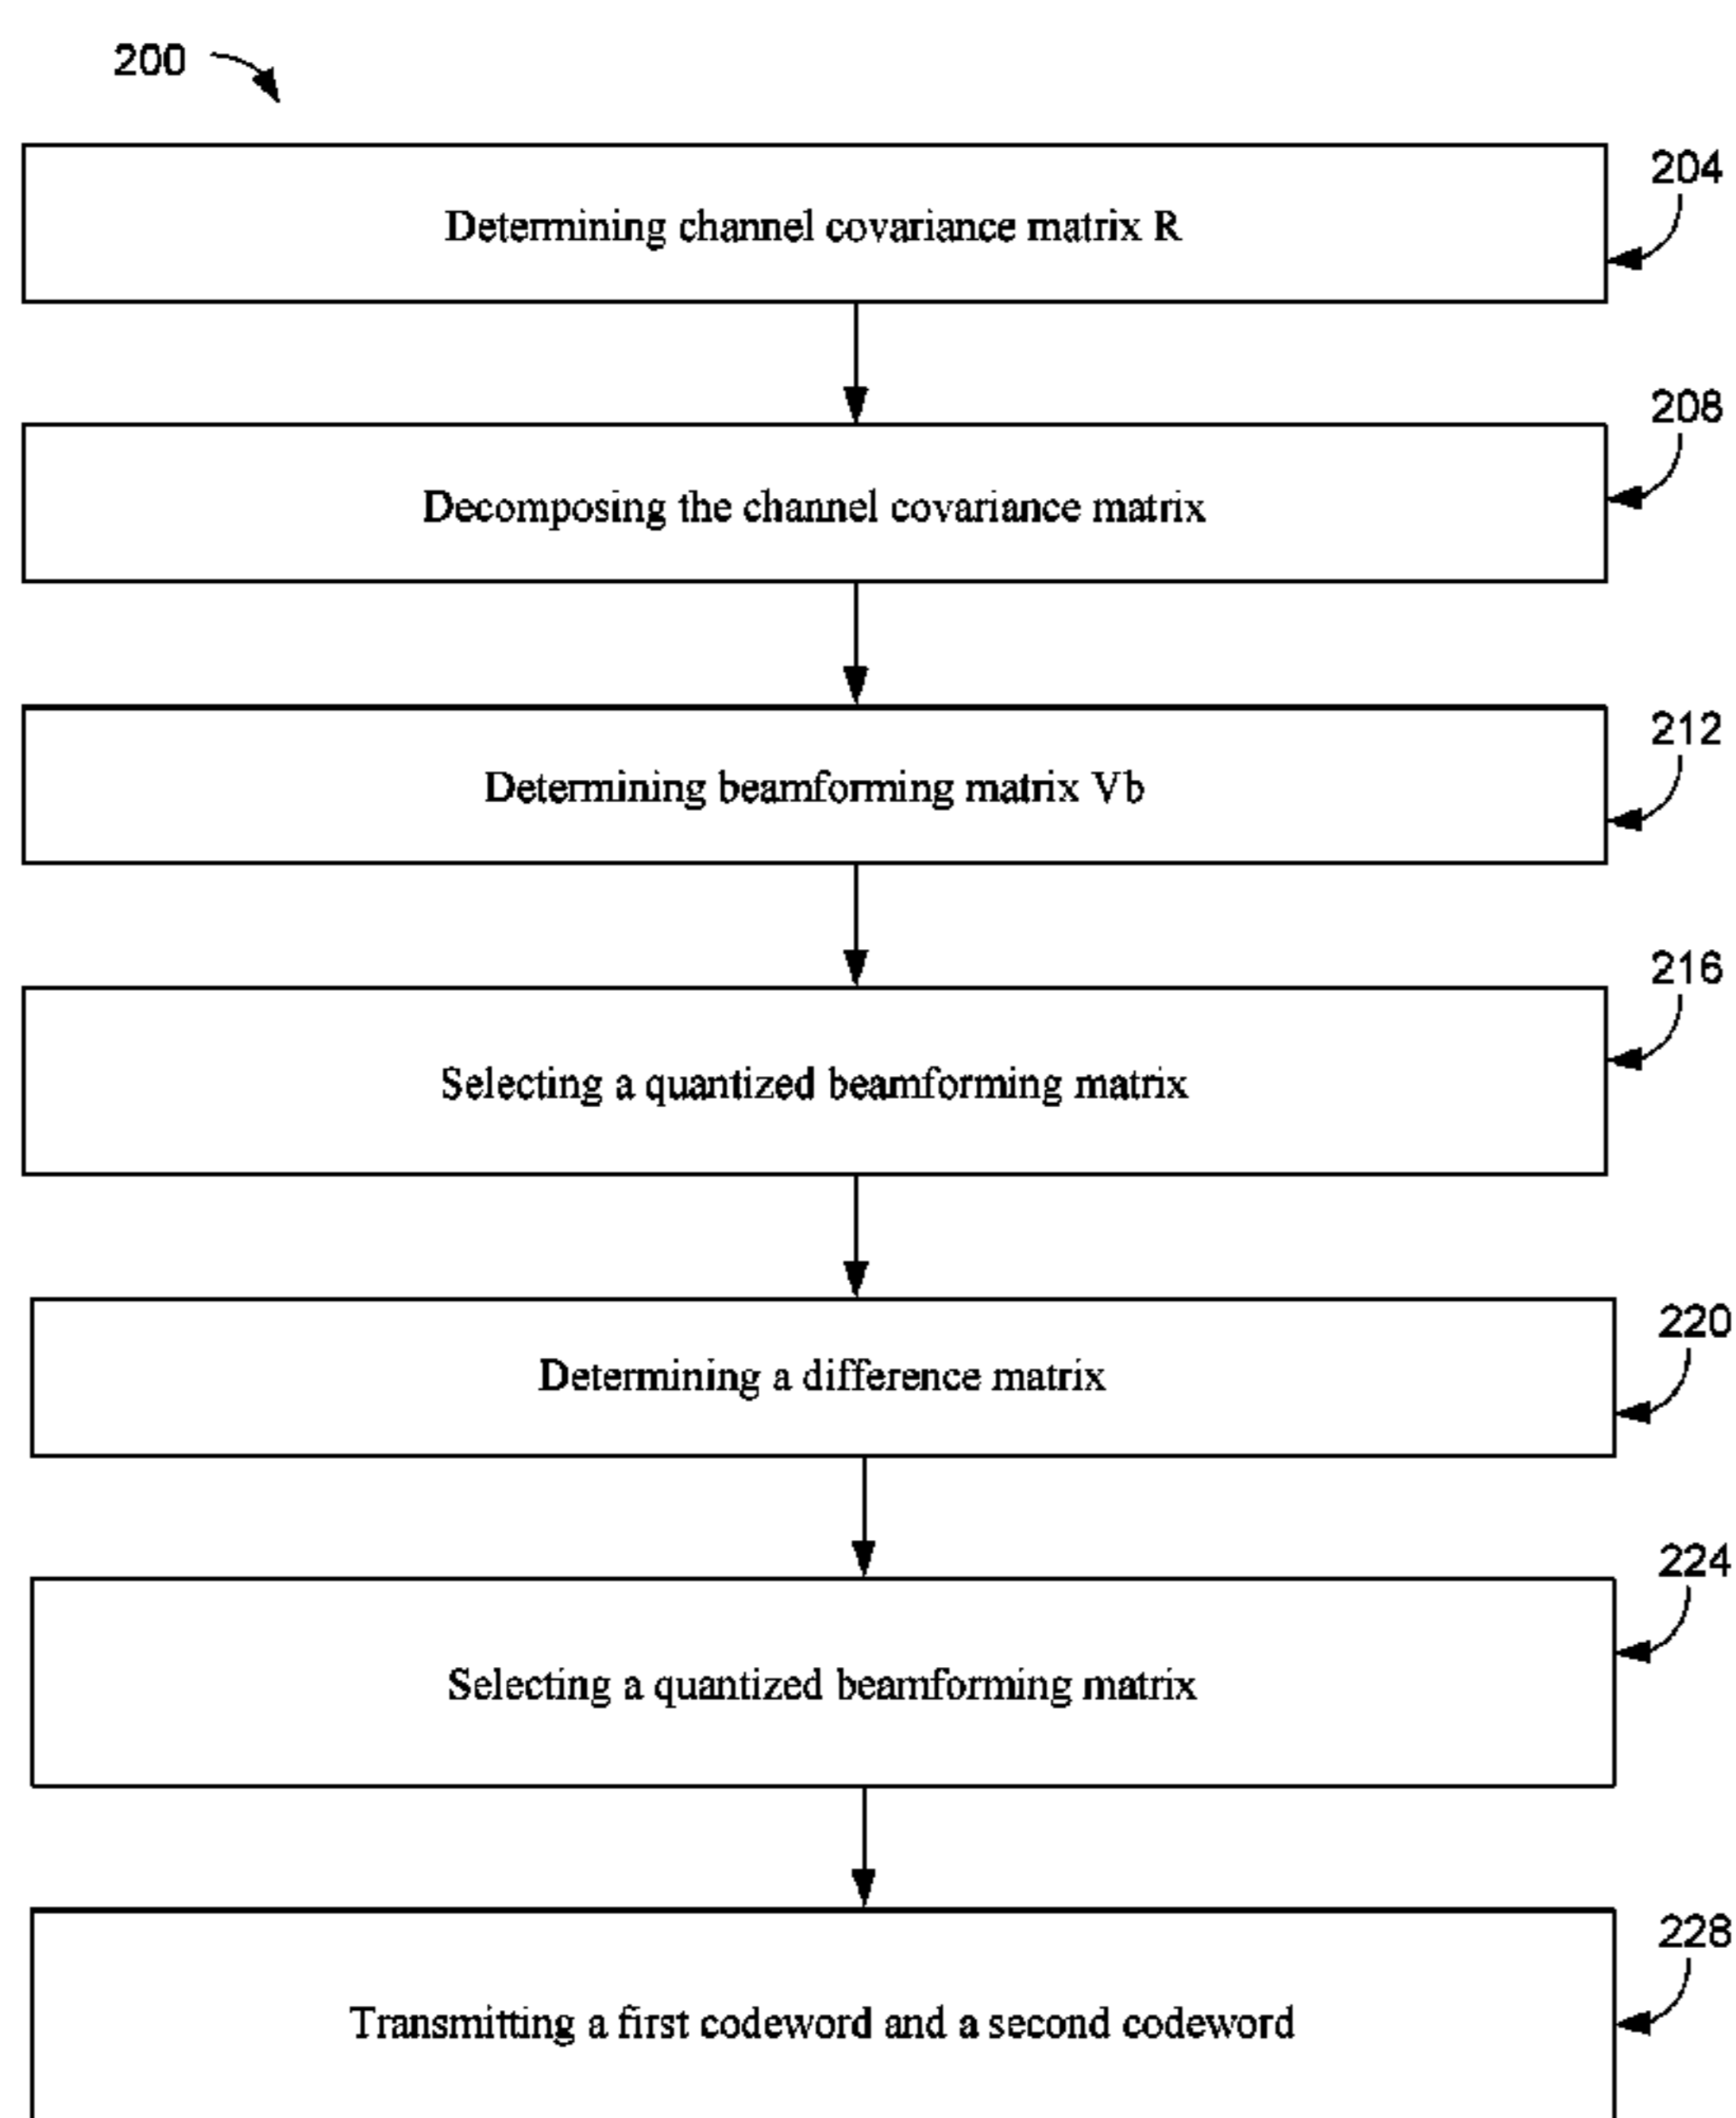 200
204
Determining channel covariance matrix R
208
Decomposing the channel covariance matrix
212
Determining beamforming matrix Vb
216
Selecting a quantized beamforming matrix
220
Determining a difference matrix
224
Selecting a quantized beamforming matrix
228
Transmitting a first codeword and a second codeword